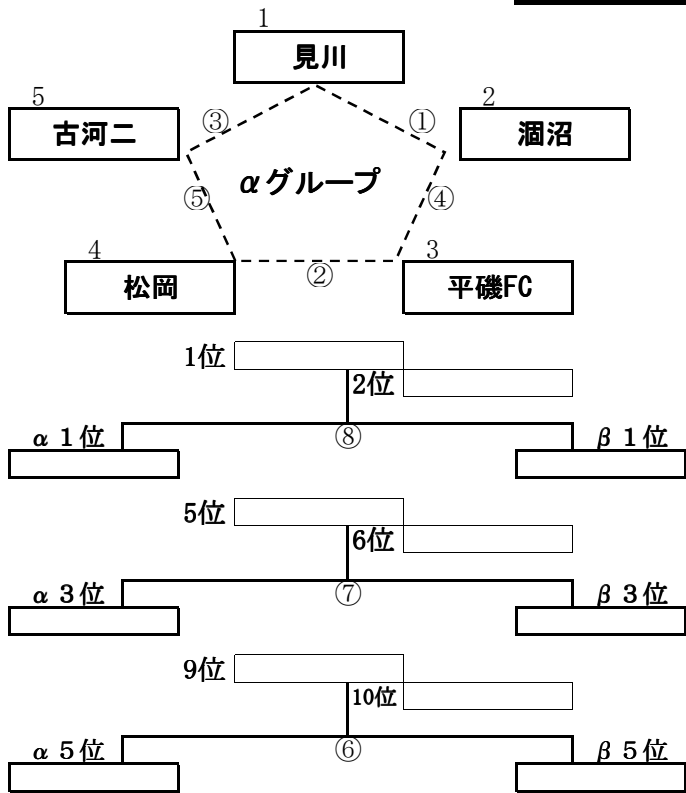 1
見川
5
2
古河二
③
①
涸沼
αグループ
⑤
④
4
3
松岡
②
平磯FC
1位
2位
α 1位
⑧
β 1位
5位
6位
α 3位
⑦
β 3位
9位
10位
α 5位
⑥
β 5位